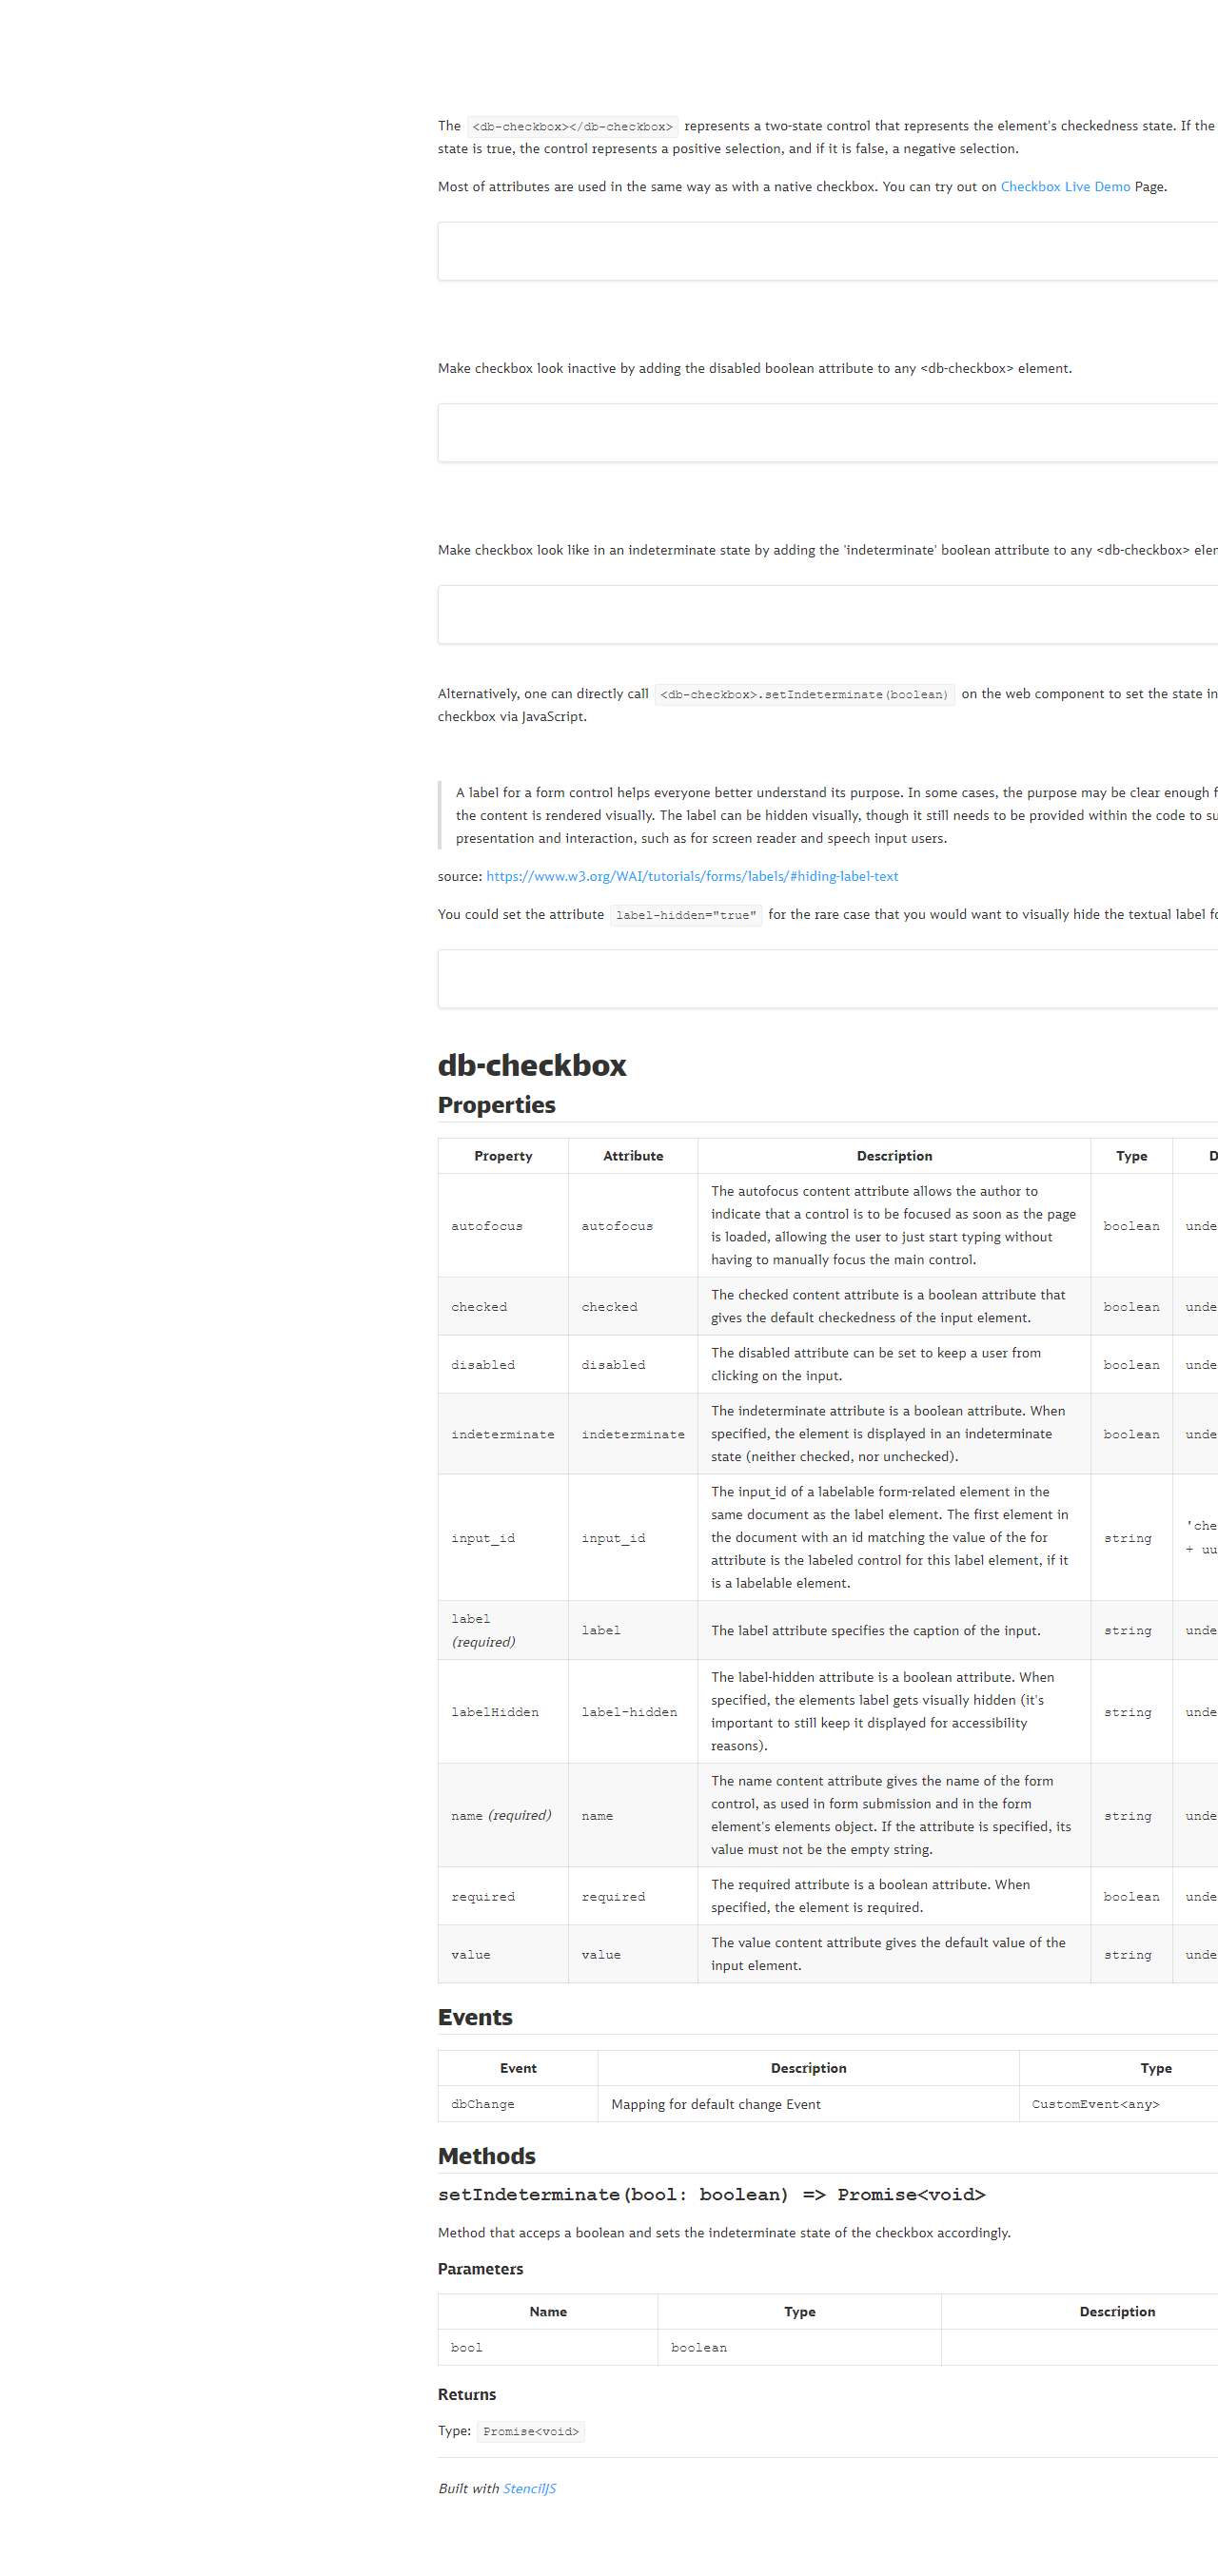 The <db-checkbox></db-checkbox> represents a two-state control that represents the element's checkedness state. If the
state is true, the control represents a positive selection, and if it is false, a negative selection.
Most of attributes are used in the same way as with a native checkbox. You can try out on Checkbox Live Demo Page.
Make checkbox look inactive by adding the disabled boolean attribute to any <db-checkbox> element.
Make checkbox look like in an indeterminate state by adding the 'indeterminate' boolean attribute to any <db-checkbox>
Alternatively, one can directly call <db-checkbox>.setIndeterminate(boolean) on the web component to set the state
checkbox via JavaScript.
A label for a form control helps everyone better understand its purpose. In some cases, the purpose may be clear enough
the content is rendered visually. The label can be hidden visually, though it still needs to be provided within the code to
presentation and interaction, such as for screen reader and speech input users.
source: https://www.w3.org/WAI/tutorials/forms/labels/#hiding-label-text
You could set the attribute label-hidden="true" for the rare case that you would want to visually hide the textual label
db-checkbox
Properties
Property Attribute Description Type
autofocus autofocus The autofocus content attribute allows the author to
indicate that a control is to be focused as soon as the page
is loaded, allowing the user to just start typing without
having to manually focus the main control. boolean
checked checked The checked content attribute is a boolean attribute that
gives the default checkedness of the input element. boolean
disabled disabled The disabled attribute can be set to keep a user from
clicking on the input. boolean
indeterminate indeterminate The indeterminate attribute is a boolean attribute. When
specified, the element is displayed in an indeterminate
state (neither checked, nor unchecked). boolean
input_id input_id The input_id of a labelable form-related element in the
same document as the label element. The first element in
the document with an id matching the value of the for
attribute is the labeled control for this label element, if it
is a labelable element. string
label
(required) label The label attribute specifies the caption of the input. string
labelHidden label-hidden The label-hidden attribute is a boolean attribute. When
specified, the elements label gets visually hidden (it's
important to still keep it displayed for accessibility
reasons). string
name (required) name The name content attribute gives the name of the form
control, as used in form submission and in the form
element's elements object. If the attribute is specified, its
value must not be the empty string. string
required required The required attribute is a boolean attribute. When
specified, the element is required. boolean
value value The value content attribute gives the default value of the
input element. string
Events
Event Description Type
dbChange Mapping for default change Event CustomEvent<any>
Methods
setIndeterminate(bool: boolean) => Promise<void>
Method that acceps a boolean and sets the indeterminate state of the checkbox accordingly.
Parameters
Name Type Description
bool boolean
Returns
Type: Promise<void>
Built with StencilJS